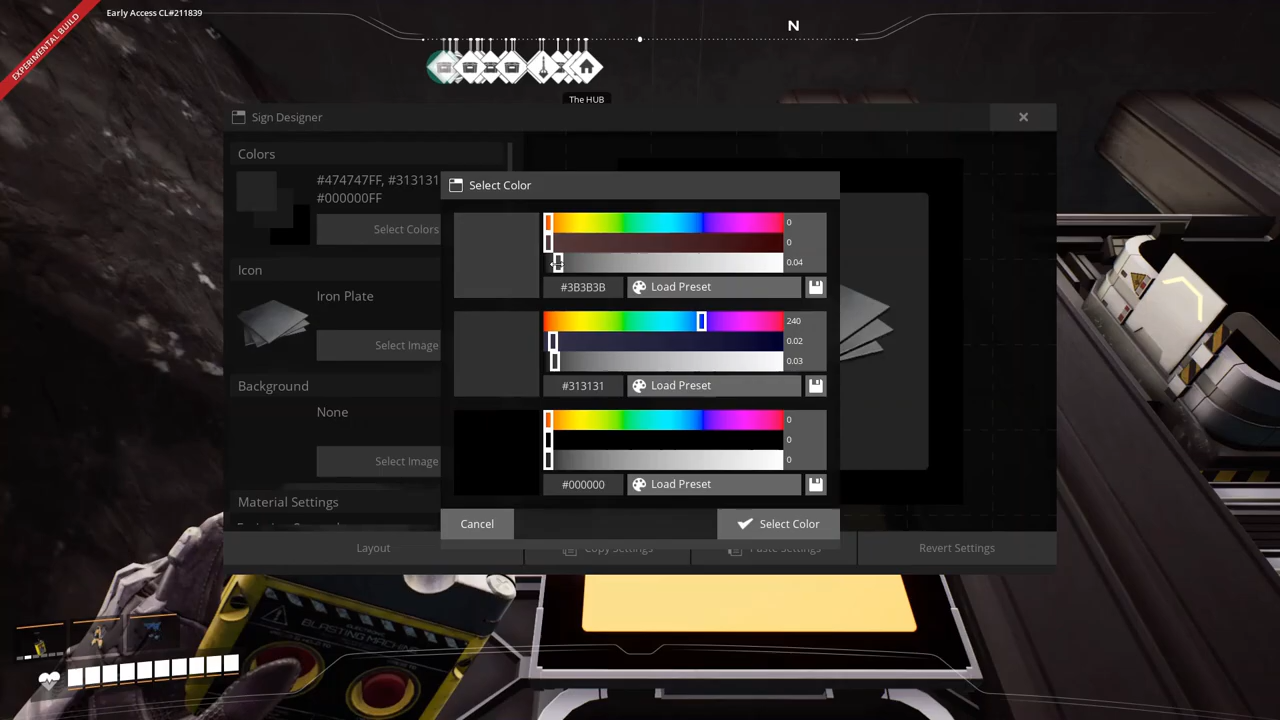 Early Access CL#211839
EXPERIMENTAL BUILD
N
The HUB
Sign Designer
Colors
#474747FF, #313131
#000000FF
Select Colors
Icon
Iron Plate
Select Image
Background
None
Select Image
Material Settings
Select Color
0
0
0.04
#3B3B3B
Load Preset
240
0.02
0.03
#313131
Load Preset
0
0
0
#000000
Load Preset
Cancel
Select Color
Layout
Copy Settings
Paste Settings
Revert Settings
BLASTING MACHINE